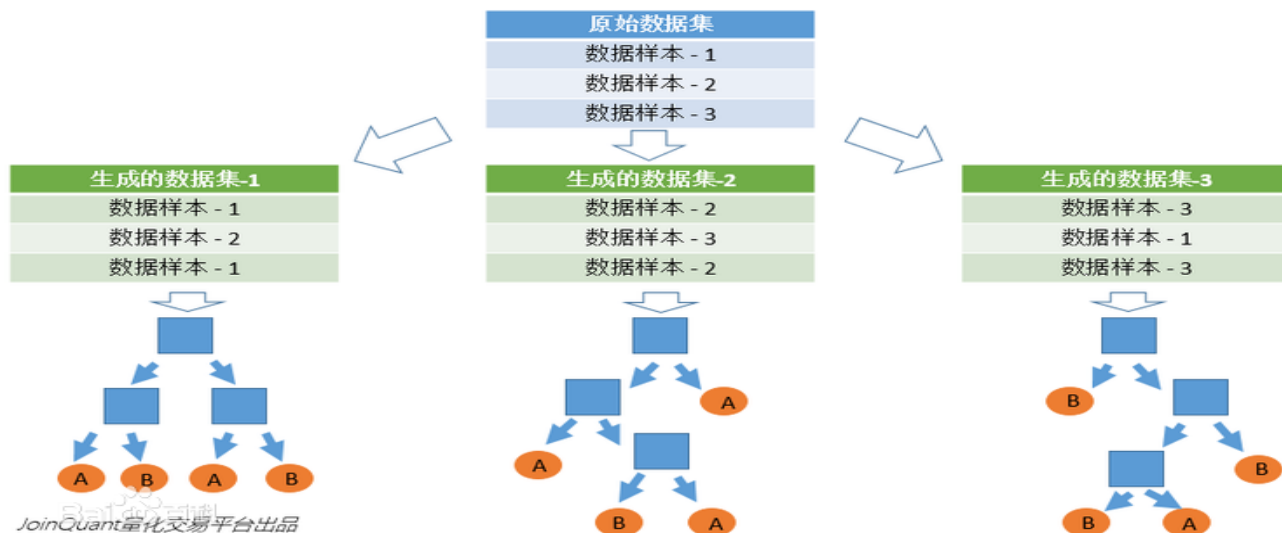 原始数据集
数据样本 - 1
数据样本 - 2
数据样本 - 3
生成的数据集-1
数据样本 - 1
数据样本 - 2
数据样本 - 1
生成的数据集-2
数据样本 - 2
数据样本 - 3
数据样本 - 2
生成的数据集-3
数据样本 - 3
数据样本 - 1
数据样本 - 3
A B A B
A
A
B A
B
B
B A
Bai百科
JoinQuant量化交易平台出品